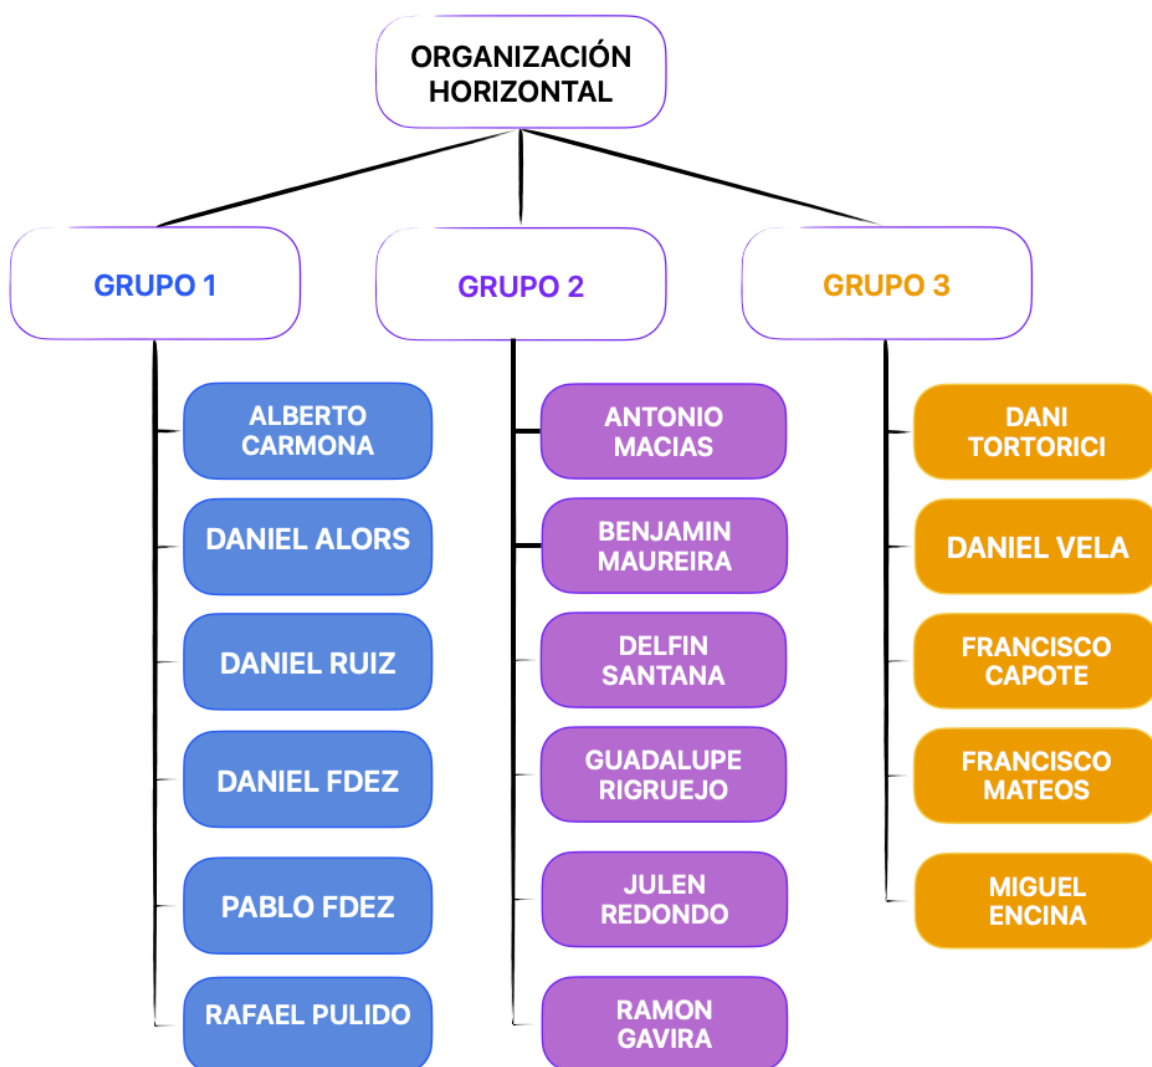 ORGANIZACIÓN
HORIZONTAL
GRUPO 1
GRUPO 2
GRUPO 3
ALBERTO
CARMONA
DANIEL ALORS
DANIEL RUIZ
DANIEL FDEZ
PABLO FDEZ
RAFAEL PULIDO
ANTONIO
MACIAS
BENJAMIN
MAUREIRA
DELFIN
SANTANA
GUADALUPE
RIGRUEJO
JULEN
REDONDO
RAMON
GAVIRA
DANI
TORTORICI
DANIEL VELA
FRANCISCO
CAPOTE
FRANCISCO
MATEOS
MIGUEL
ENCINA